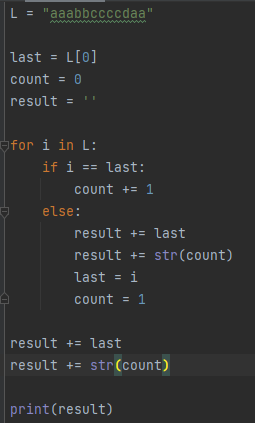 L = "aaabbccccdaa"
last = L[0]
count = 0
result = ''
for i in L:
    if i == last:
        count += 1
    else:
        result += last
        result += str(count)
        last = i
        count = 1
result += last
result += str(count)
print(result)